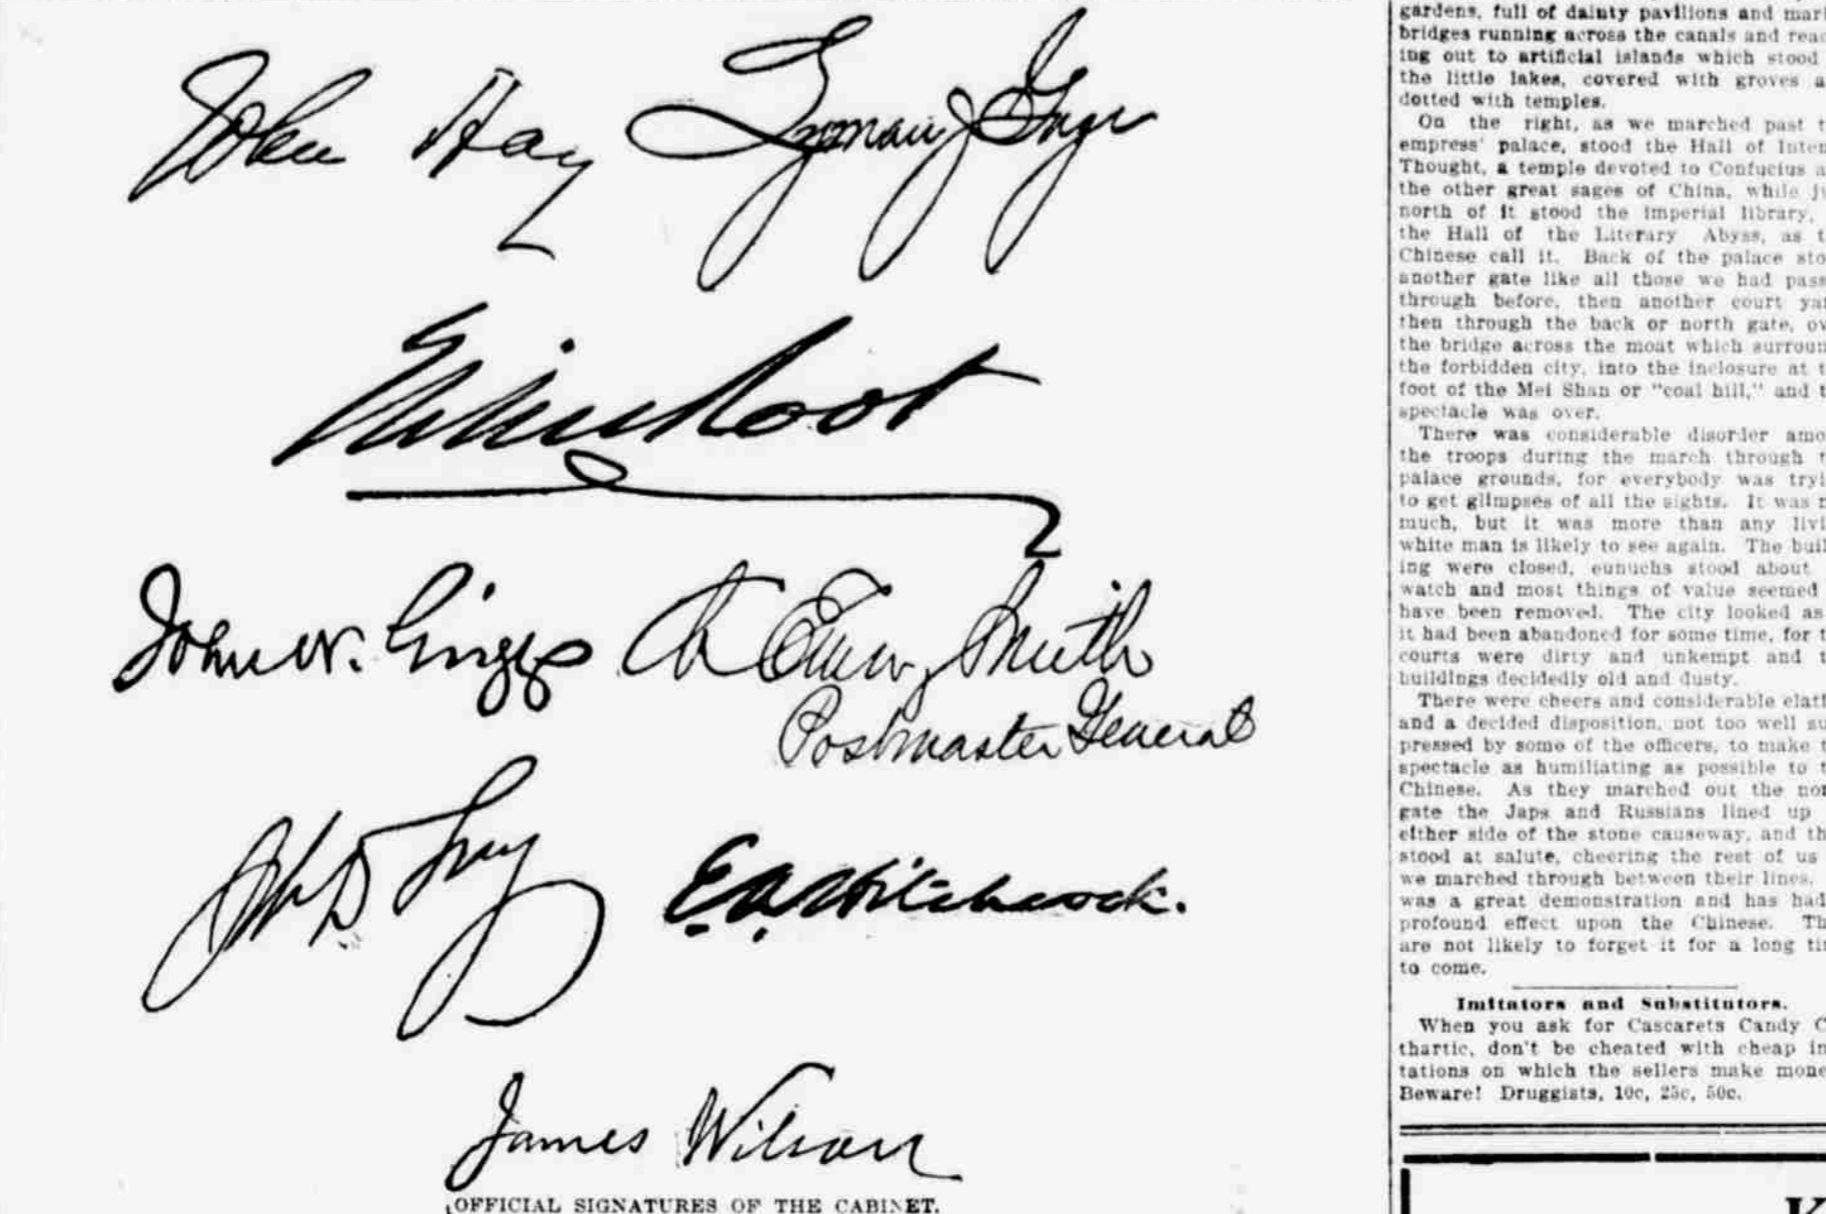 John Hay Lyman J Gage
Elihu Root
John W. Griggs Ch Emory Smith
Postmaster General
John D Long E. A. Hitchcock.
James Wilson
OFFICIAL SIGNATURES OF THE CABINET.
gardens, full of dainty pavilions and
bridges running across the canals and
ing out to artificial islands which stood
the little lakes, covered with groves
dotted with temples.
On the right, as we marched past
empress' palace, stood the Hall of
Thought, a temple devoted to Confucius
the other great sages of China, while
north of it stood the imperial library,
the Hall of the Literary Abyss, as
Chinese call it. Back of the palace
another gate like all those we had
through before, then another court
then through the back or north gate,
the bridge across the moat which
the forbidden city, into the inclosure at
foot of the Mei Shan or "coal hill," and
spectacle was over.
There was considerable disorder
the troops during the march through
palace grounds, for everybody was
to get glimpses of all the sights. It was
much, but it was more than any
white man is likely to see again. The
ing were closed, eunuchs stood about
watch and most things of value seemed
have been removed. The city looked as
it had been abandoned for some time, for
courts were dirty and unkempt and
buildings decidedly old and dusty.
There were cheers and considerable
and a decided disposition, not too well
pressed by some of the officers, to make
spectacle as humiliating as possible to
Chinese. As they marched out the
gate the Japs and Russians lined up
either side of the stone causeway, and
stood at salute, cheering the rest of us
we marched through between their lines.
was a great demonstration and has had
profound effect upon the Chinese.
are not likely to forget it for a long
to come.
Imitators and Substitutors.
When you ask for Cascarets Candy
thartic, don't be cheated with cheap
tations on which the sellers make
Beware! Druggists, 10c, 25c, 50c.
K